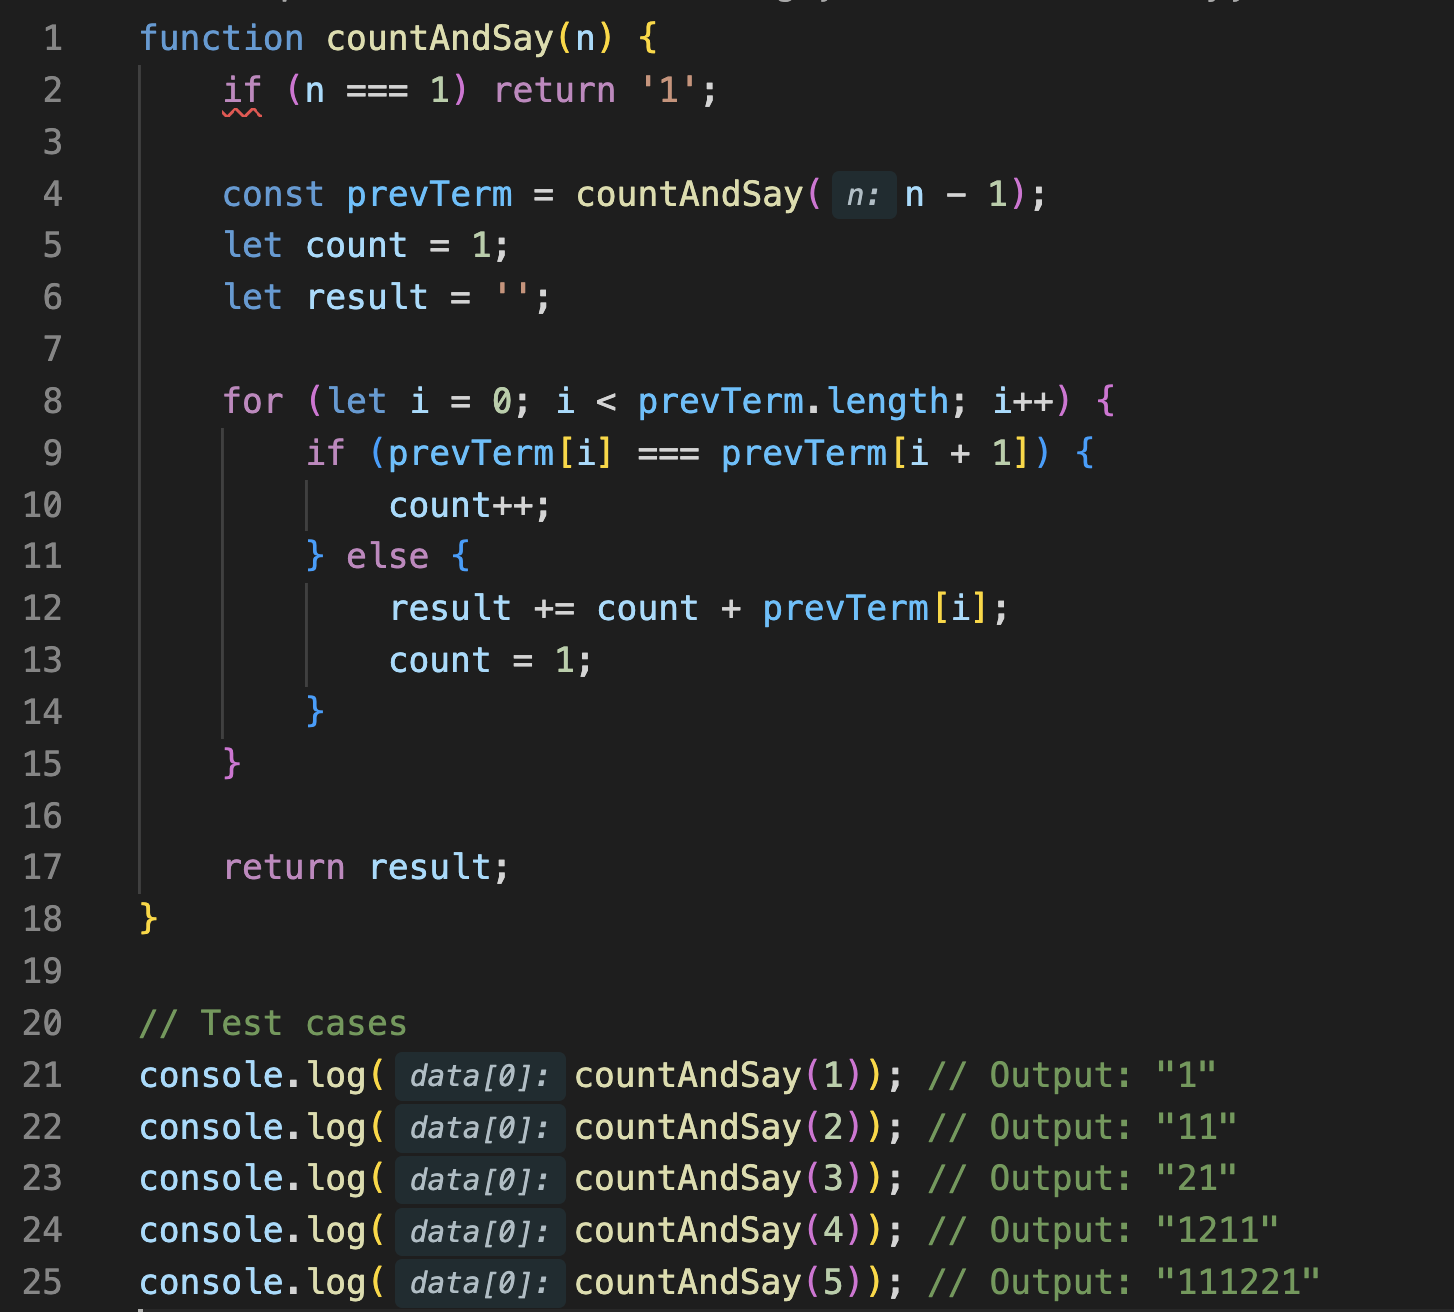 1 function countAndSay(n) {
2 if (n === 1) return '1';
3
4 const prevTerm = countAndSay( n: n - 1);
5 let count = 1;
6 let result = '';
7
8 for (let i = 0; i < prevTerm.length; i++) {
9 if (prevTerm[i] === prevTerm[i + 1]) {
10 count++;
11 } else {
12 result += count + prevTerm[i];
13 count = 1;
14 }
15 }
16
17 return result;
18 }
19
20 // Test cases
21 console.log( data[0]: countAndSay(1)); // Output: "1"
22 console.log( data[0]: countAndSay(2)); // Output: "11"
23 console.log( data[0]: countAndSay(3)); // Output: "21"
24 console.log( data[0]: countAndSay(4)); // Output: "1211"
25 console.log( data[0]: countAndSay(5)); // Output: "111221"